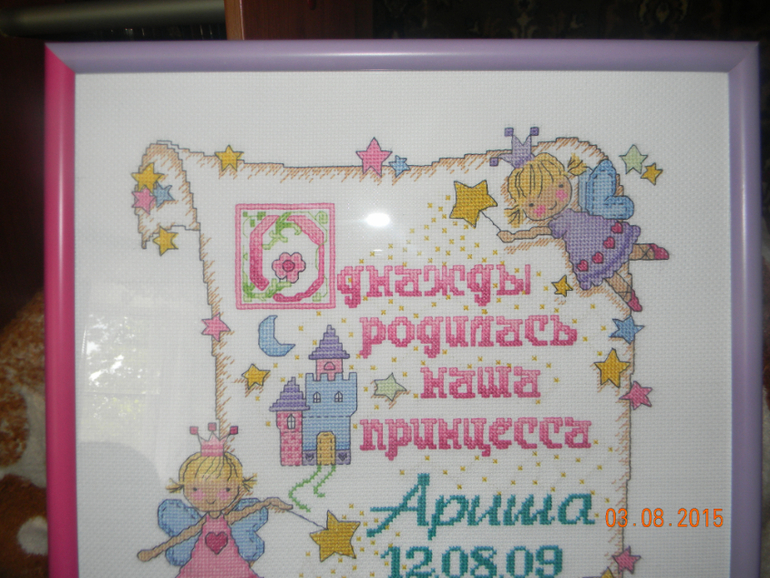 Однажды
родилась
наша
принцесса
Ариша
12.08.09
03.08.2015